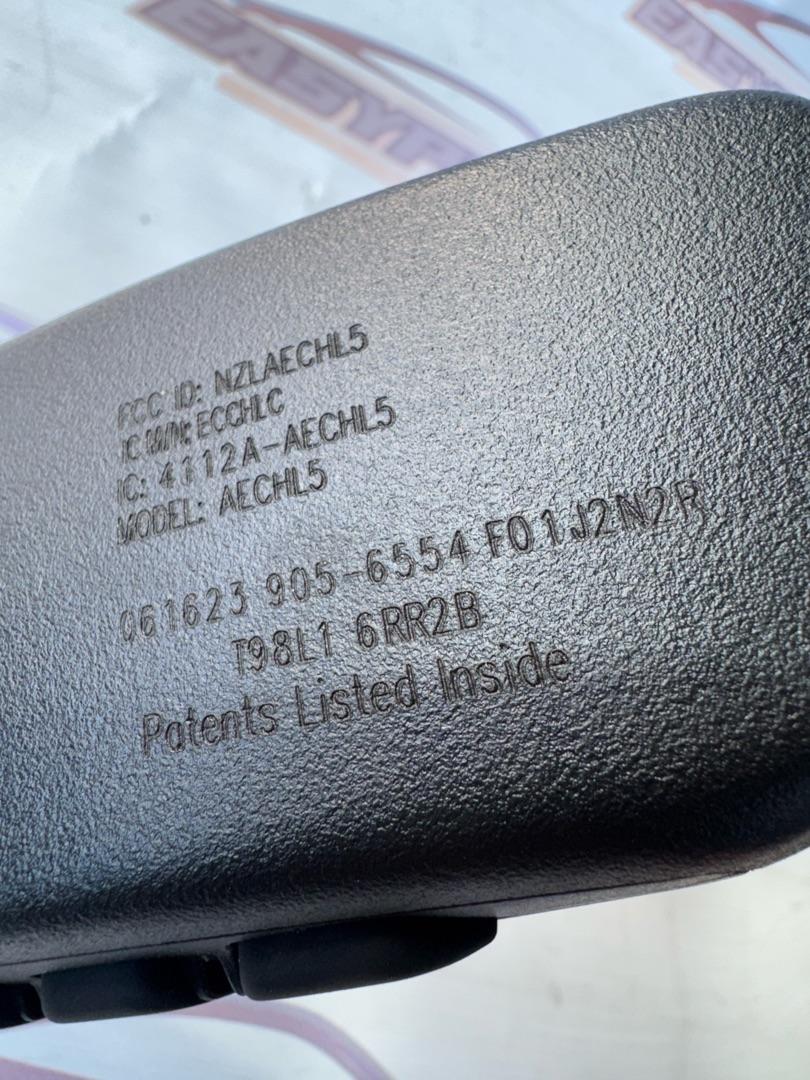 EASYP
FCC ID: NZLAECHL5
IC M/N: ECCHLC
IC: 4112A-AECHL5
MODEL: AECHL5
061623 905-6554 F01J2N2R
T98L1 6RR2B
Patents Listed Inside